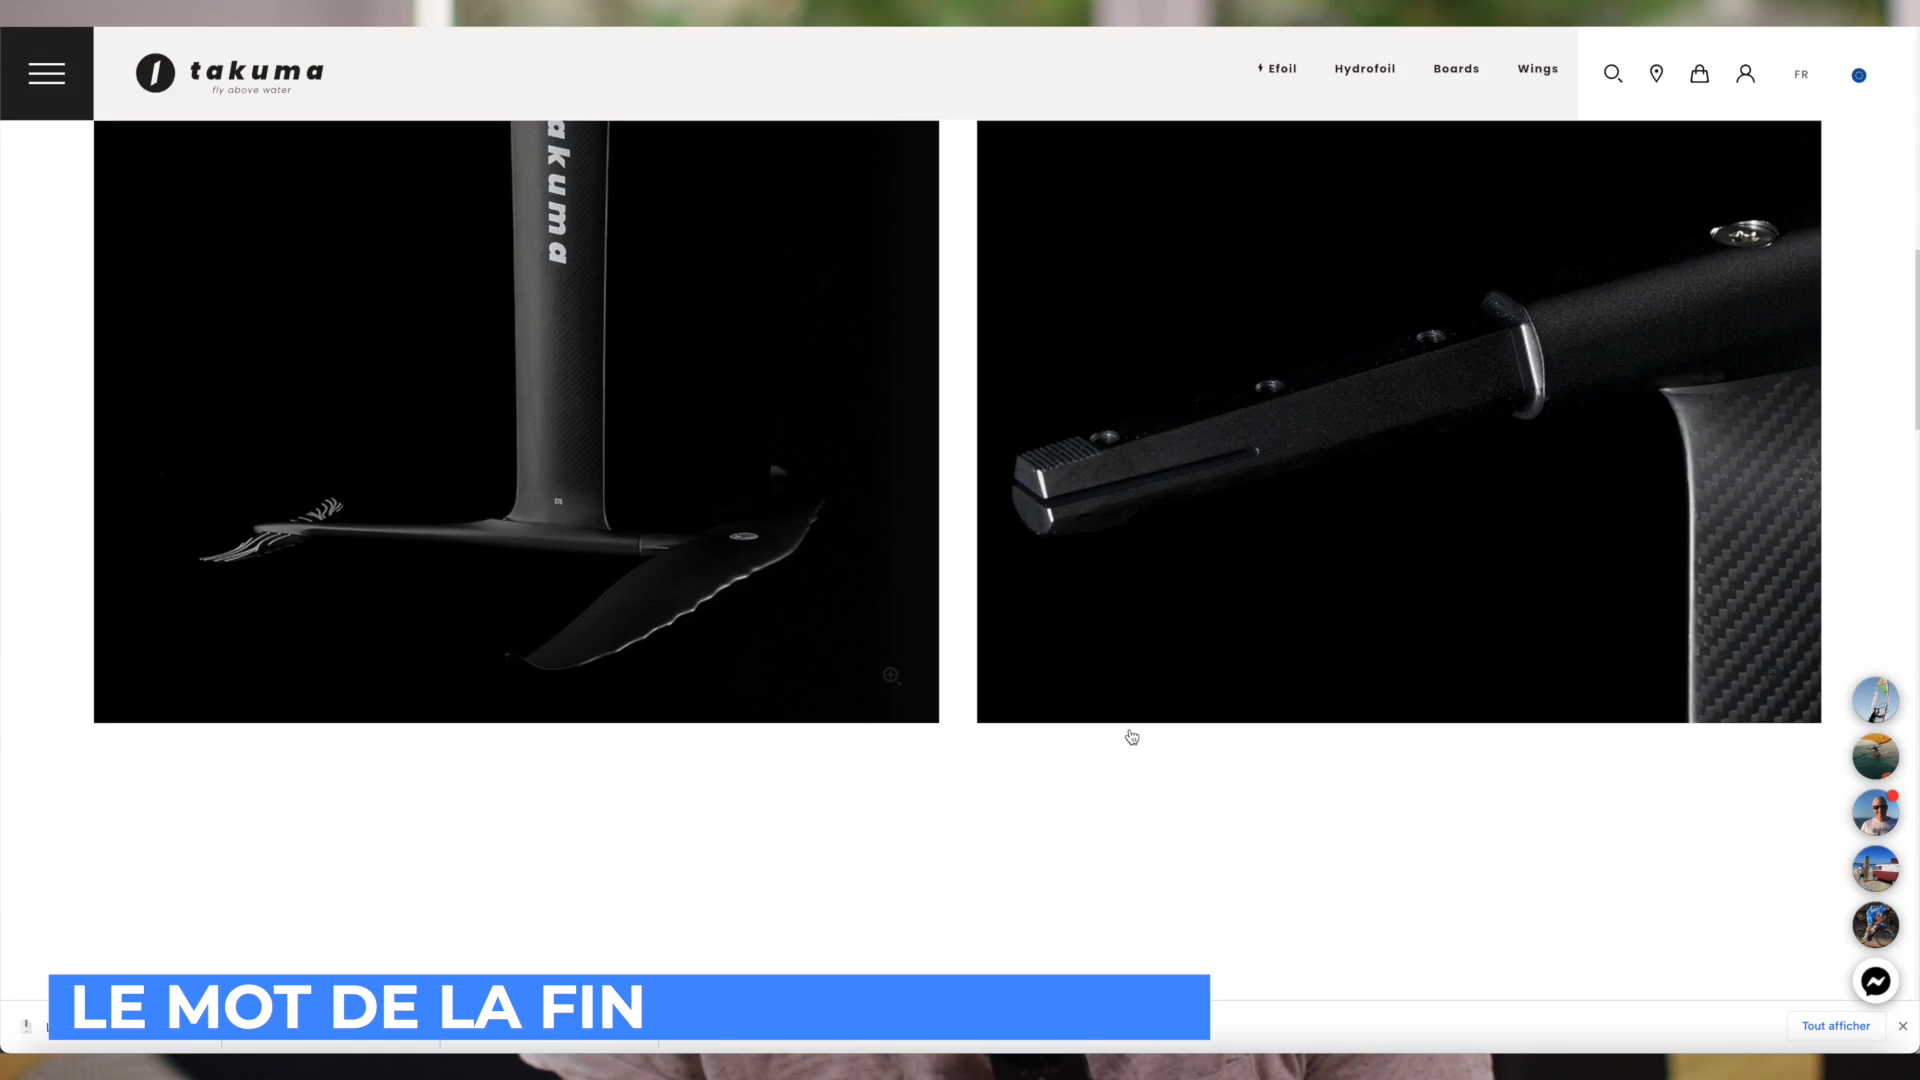 takuma
fly above water
Efoil
Hydrofoil
Boards
Wings
FR
akuma
LE MOT DE LA FIN
Tout afficher